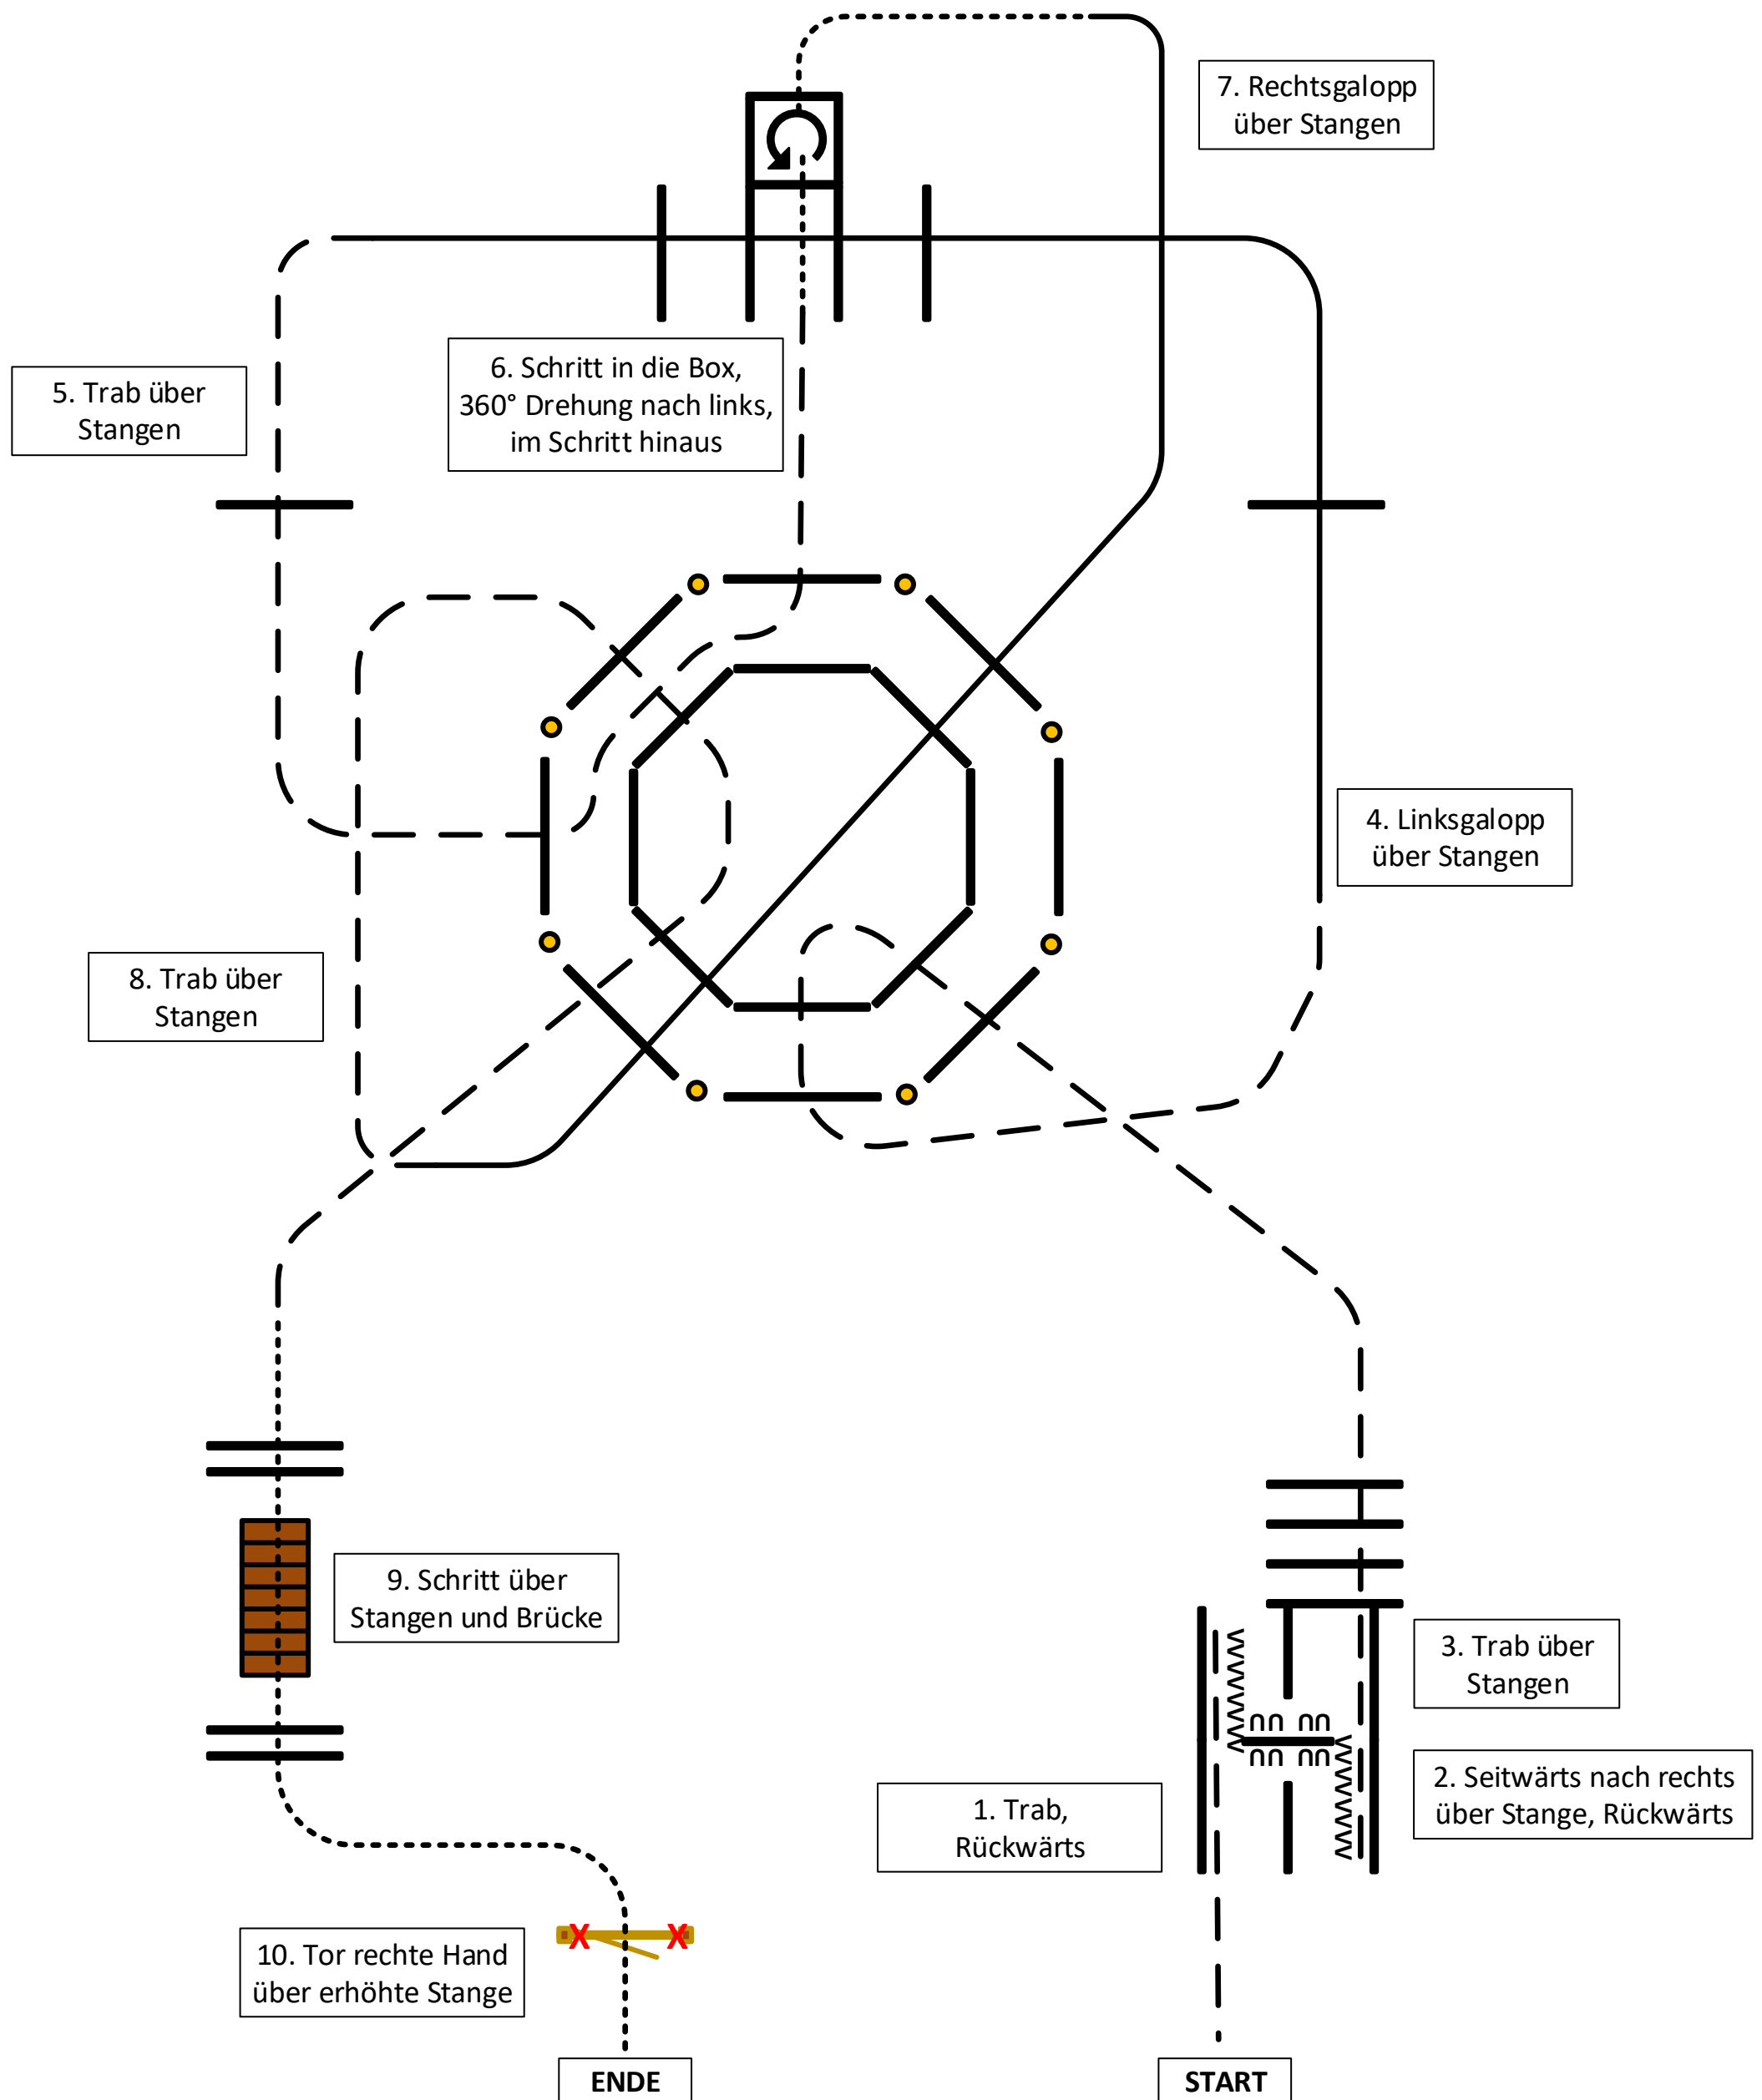 7. Rechtsgalopp
über Stangen
5. Trab über
Stangen
6. Schritt in die Box,
360° Drehung nach links,
im Schritt hinaus
4. Linksgalopp
über Stangen
8. Trab über
Stangen
9. Schritt über
Stangen und Brücke
3. Trab über
Stangen
2. Seitwärts nach rechts
über Stange, Rückwärts
1. Trab,
Rückwärts
X X
10. Tor rechte Hand
über erhöhte Stange
ENDE
START